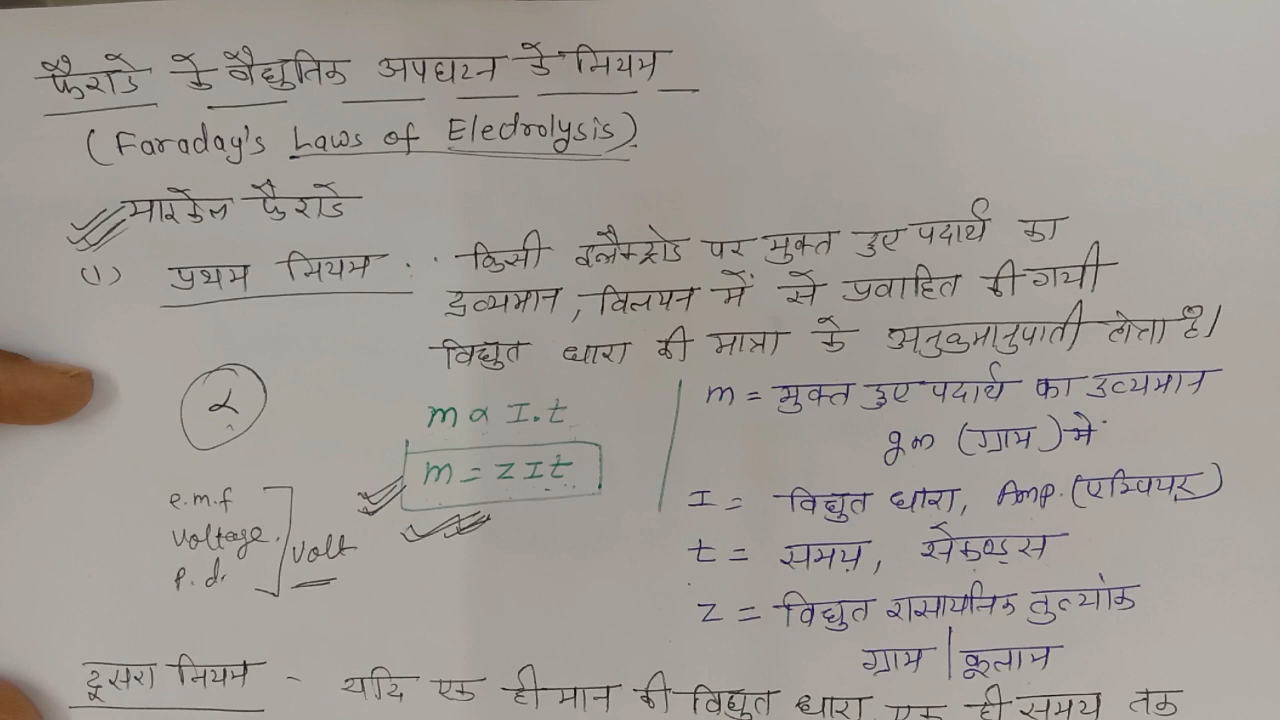 फैराडे के वैद्युतिक अपघटन के नियम
(Faraday's Laws of Electrolysis)
माइकेल फैराडे
(1) प्रथम नियम :- किसी इलैक्ट्रोड पर मुक्त हुए पदार्थ का
द्रव्यमान, विलयन में से प्रवाहित की गयी
विद्युत धारा की मात्रा के अनुक्रमानुपाती होता है।
m ∝ I.t
m = ZIt
e.m.f
voltage
p.d.
volt
m = मुक्त हुए पदार्थ का द्रव्यमान
gm (ग्राम) में
I = विद्युत धारा, Amp. (एम्पियर)
t = समय, सेकण्ड्स
Z = विद्युत रासायनिक तुल्यांक
ग्राम | कूलाम
दूसरा नियम - यदि एक ही मान की विद्युत धारा एक ही समय तक